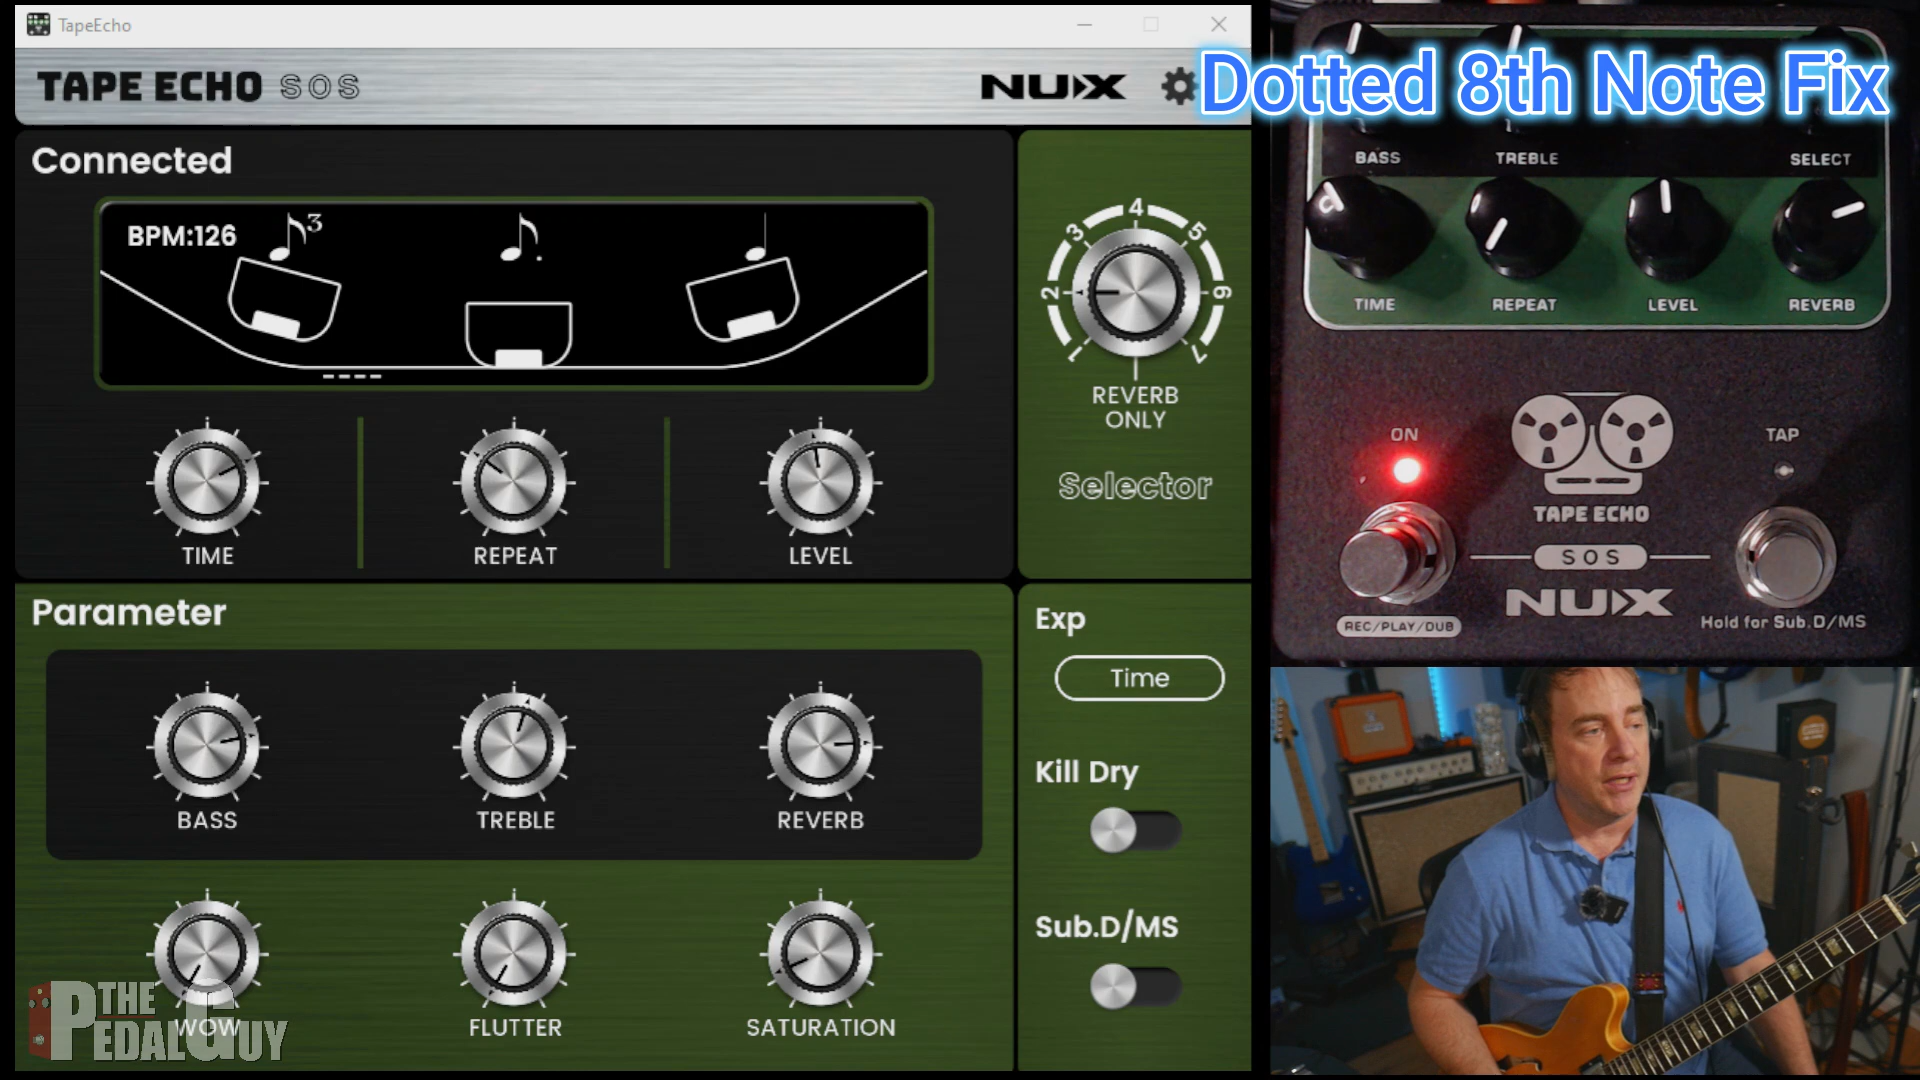 TapeEcho
TAPE ECHO SOS
NUX
Dotted 8th Note Fix
Connected
BPM:126
3
TIME
REPEAT
LEVEL
1
2
3
4
5
6
7
REVERB
ONLY
Selector
Parameter
BASS
TREBLE
REVERB
WOW
FLUTTER
SATURATION
Exp
Time
Kill Dry
Sub.D/MS
BASS
TREBLE
SELECT
TIME
REPEAT
LEVEL
REVERB
ON
TAP
TAPE ECHO
SOS
NUX
REC/PLAY/DUB
Hold for Sub.D/MS
THE
PEDAL GUY